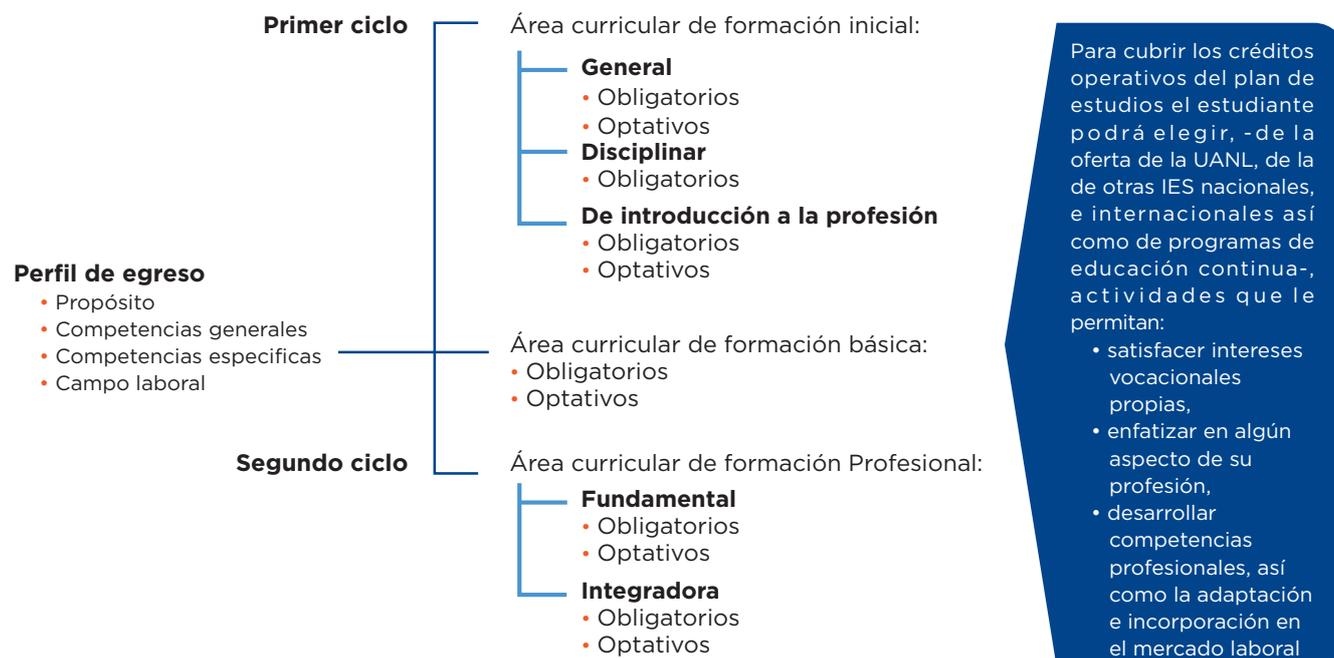 Primer ciclo
Área curricular de formación inicial:
General
• Obligatorios
• Optativos
Disciplinar
• Obligatorios
De introducción a la profesión
• Obligatorios
• Optativos
Perfil de egreso
• Propósito
• Competencias generales
• Competencias especificas
• Campo laboral
Área curricular de formación básica:
• Obligatorios
• Optativos
Segundo ciclo
Área curricular de formación Profesional:
Fundamental
• Obligatorios
• Optativos
Integradora
• Obligatorios
• Optativos
Para cubrir los créditos
operativos del plan de
estudios el estudiante
podrá elegir, -de la
oferta de la UANL, de la
de otras IES nacionales,
e internacionales así
como de programas de
educación continua-,
actividades que le
permitan:
• satisfacer intereses
vocacionales
propias,
• enfatizar en algún
aspecto de su
profesión,
• desarrollar
competencias
profesionales, así
como la adaptación
e incorporación en
el mercado laboral